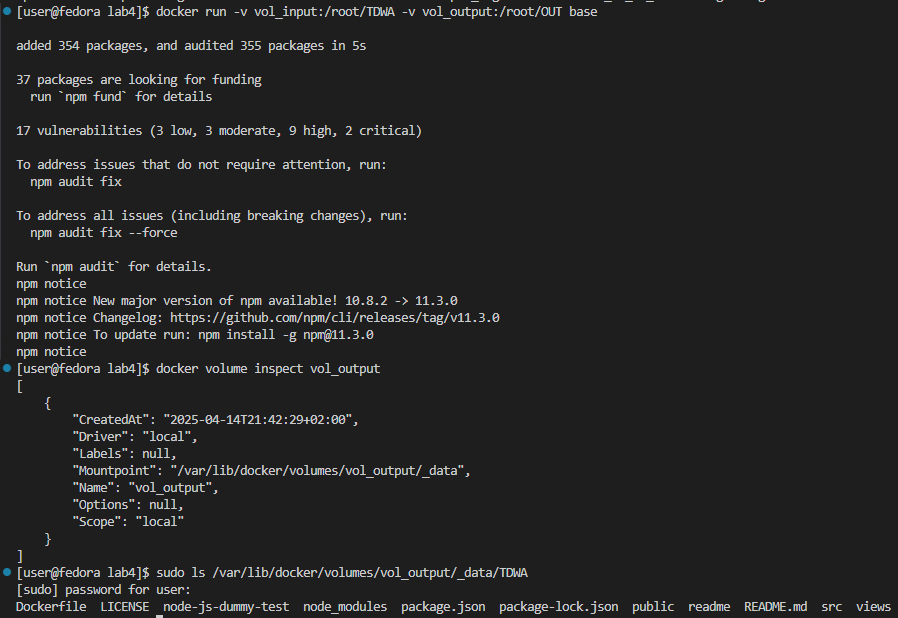 [user@fedora lab4]$ docker run -v vol_input:/root/TDWA -v vol_output:/root/OUT base
added 354 packages, and audited 355 packages in 5s
37 packages are looking for funding
  run `npm fund` for details
17 vulnerabilities (3 low, 3 moderate, 9 high, 2 critical)
To address issues that do not require attention, run:
  npm audit fix
To address all issues (including breaking changes), run:
  npm audit fix --force
Run `npm audit` for details.
npm notice
npm notice New major version of npm available! 10.8.2 -> 11.3.0
npm notice Changelog: https://github.com/npm/cli/releases/tag/v11.3.0
npm notice To update run: npm install -g npm@11.3.0
npm notice
[user@fedora lab4]$ docker volume inspect vol_output
[
    {
        "CreatedAt": "2025-04-14T21:42:29+02:00",
        "Driver": "local",
        "Labels": null,
        "Mountpoint": "/var/lib/docker/volumes/vol_output/_data",
        "Name": "vol_output",
        "Options": null,
        "Scope": "local"
    }
]
[user@fedora lab4]$ sudo ls /var/lib/docker/volumes/vol_output/_data/TDWA
[sudo] password for user:
Dockerfile  LICENSE  node-js-dummy-test  node_modules  package.json  package-lock.json  public  readme  README.md  src  views